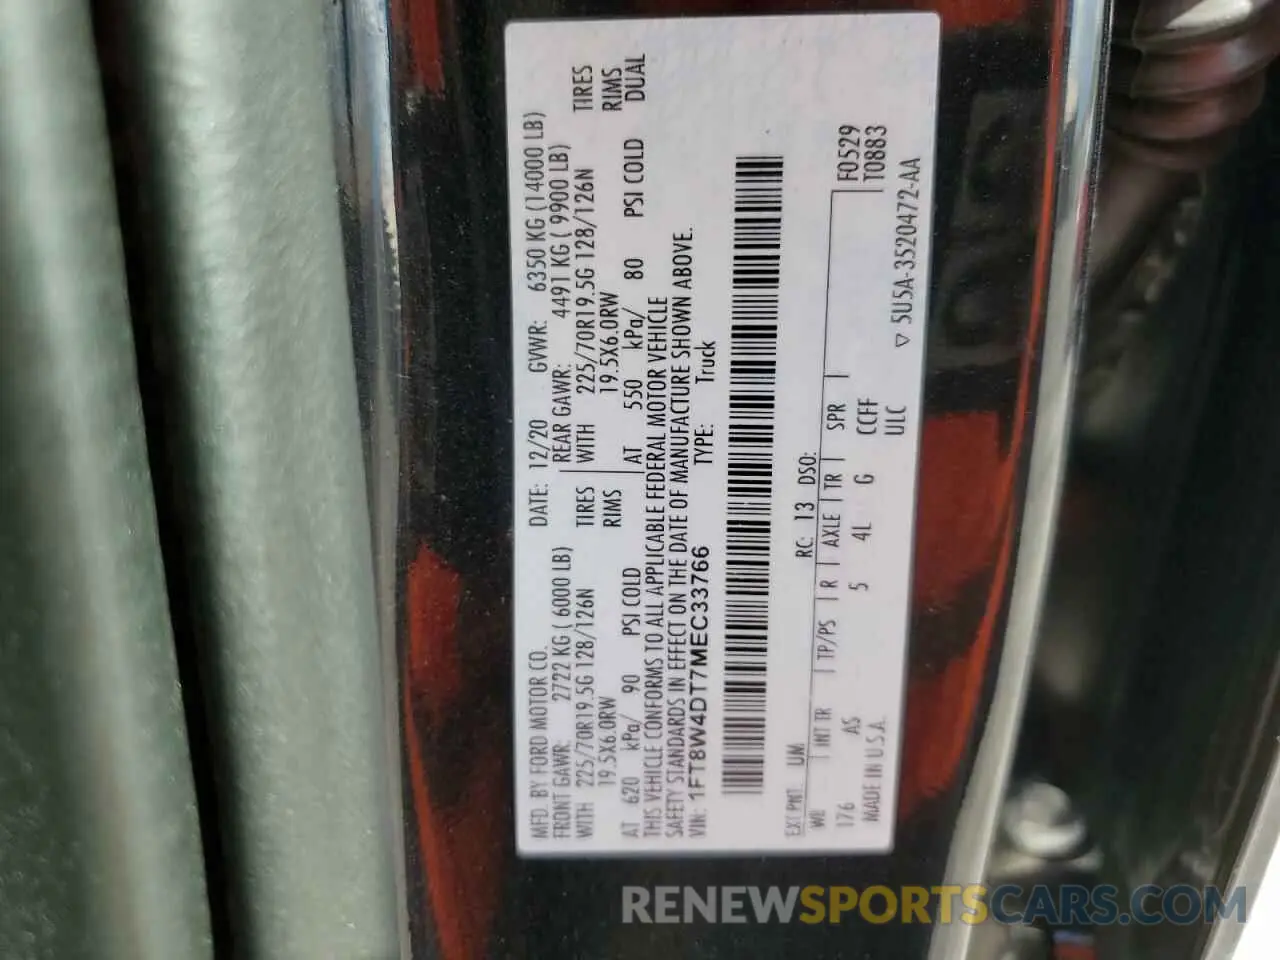 MFD. BY FORD MOTOR CO.
DATE: 12/20 GVWR: 6350 KG (14000 LB)
FRONT GAWR: 2722 KG ( 6000 LB)
REAR GAWR: 4491 KG ( 9900 LB)
WITH 225/70R19.5G 128/126N TIRES
WITH 225/70R19.5G 128/126N TIRES
19.5X6.0RW RIMS
19.5X6.0RW RIMS
AT 620 kPa/ 90 PSI COLD
AT 550 kPa/ 80 PSI COLD DUAL
THIS VEHICLE CONFORMS TO ALL APPLICABLE FEDERAL MOTOR VEHICLE
SAFETY STANDARDS IN EFFECT ON THE DATE OF MANUFACTURE SHOWN ABOVE.
VIN: 1FT8W4DT7MEC33766 TYPE: Truck
EXT PNT: UM RC: 13 DSO:
WB INT TR TP/PS R AXLE TR SPR F0529
176 AS 5 4L G CCFF T0883
MADE IN U.S.A. ULC ▽ 5U5A-3520472-AA
RENEWSPORTSCARS.COM